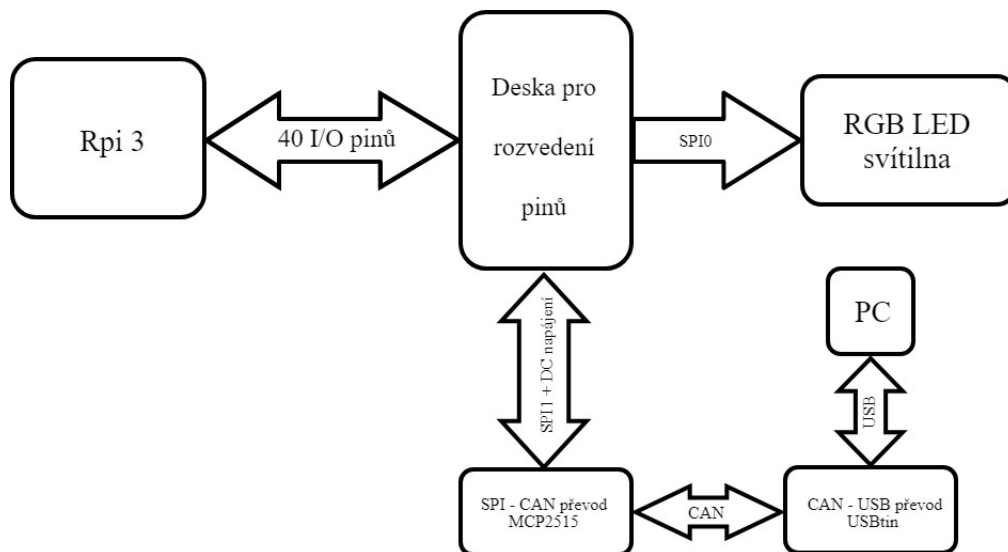 Rpi 3
40 I/O pinů
Deska pro
rozvedení
pinů
SPI0
RGB LED
svítilna
SPI1 + DC napájení
PC
USB
SPI - CAN převod
MCP2515
CAN
CAN - USB převod
USBtin